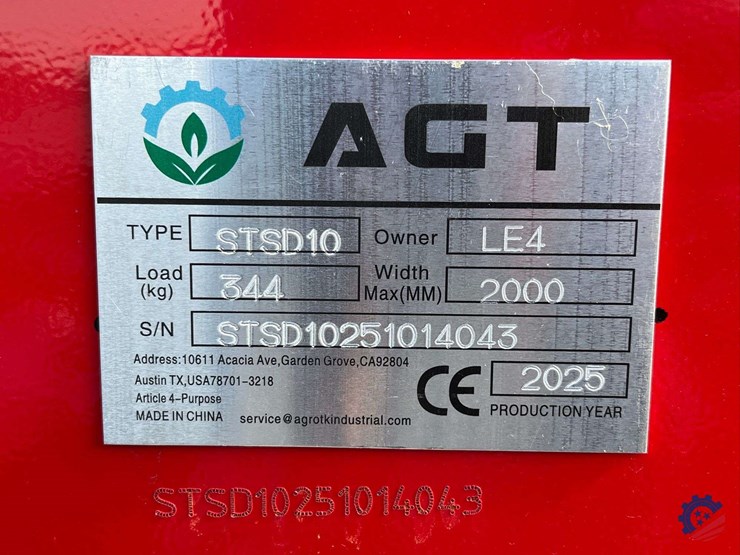 AGT
TYPE STSD10 Owner LE4
Load (kg) 344 Width Max(MM) 2000
S/N STSD10251014043
Address:10611 Acacia Ave,Garden Grove,CA92804
Austin TX,USA78701-3218
Article 4-Purpose
MADE IN CHINA service@agrotkindustrial.com
CE 2025
PRODUCTION YEAR
STSD10251014043